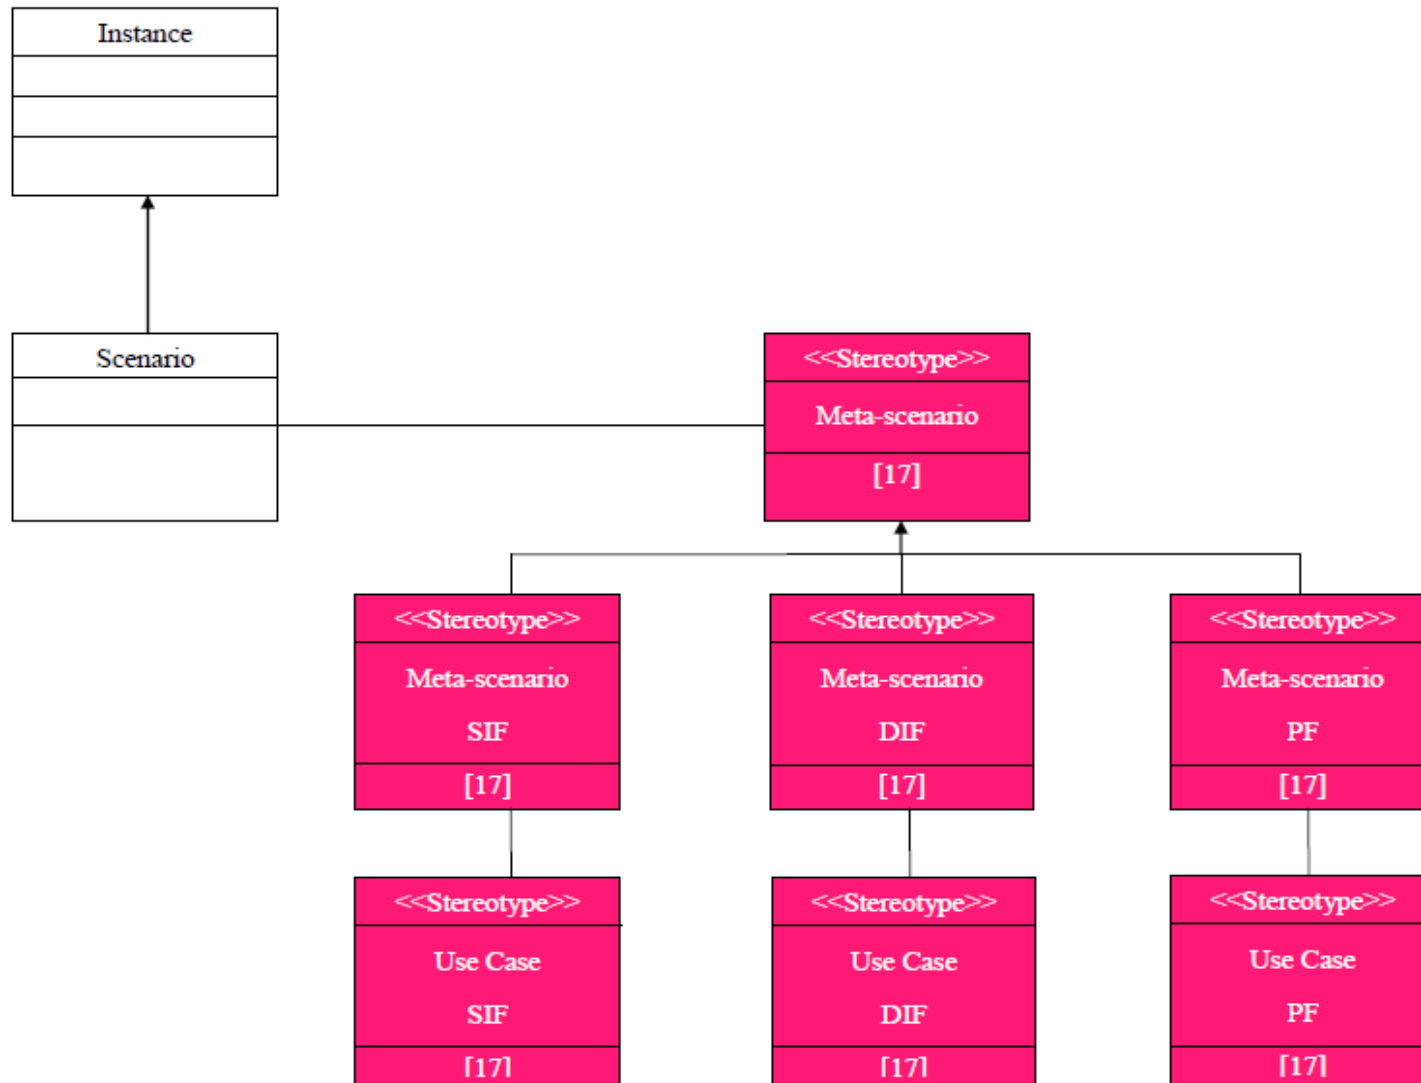 Instance
Scenario
<<Stereotype>>
Meta-scenario
[17]
<<Stereotype>>
Meta-scenario
SIF
[17]
<<Stereotype>>
Meta-scenario
DIF
[17]
<<Stereotype>>
Meta-scenario
PF
[17]
<<Stereotype>>
Use Case
SIF
[17]
<<Stereotype>>
Use Case
DIF
[17]
<<Stereotype>>
Use Case
PF
[17]